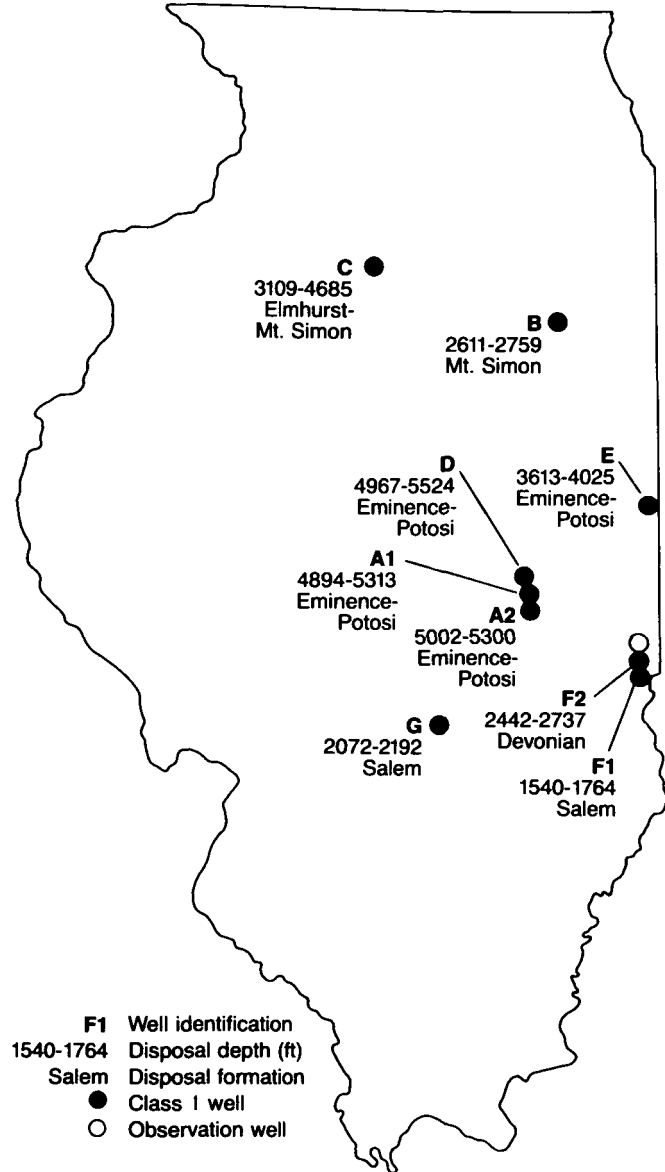 C
3109-4685
Elmhurst-
Mt. Simon
B
2611-2759
Mt. Simon
D
4967-5524
Eminence-
Potosi
E
3613-4025
Eminence-
Potosi
A1
4894-5313
Eminence-
Potosi
A2
5002-5300
Eminence-
Potosi
F2
2442-2737
Devonian
G
2072-2192
Salem
F1
1540-1764
Salem
F1 Well identification
1540-1764 Disposal depth (ft)
Salem Disposal formation
Class 1 well
Observation well